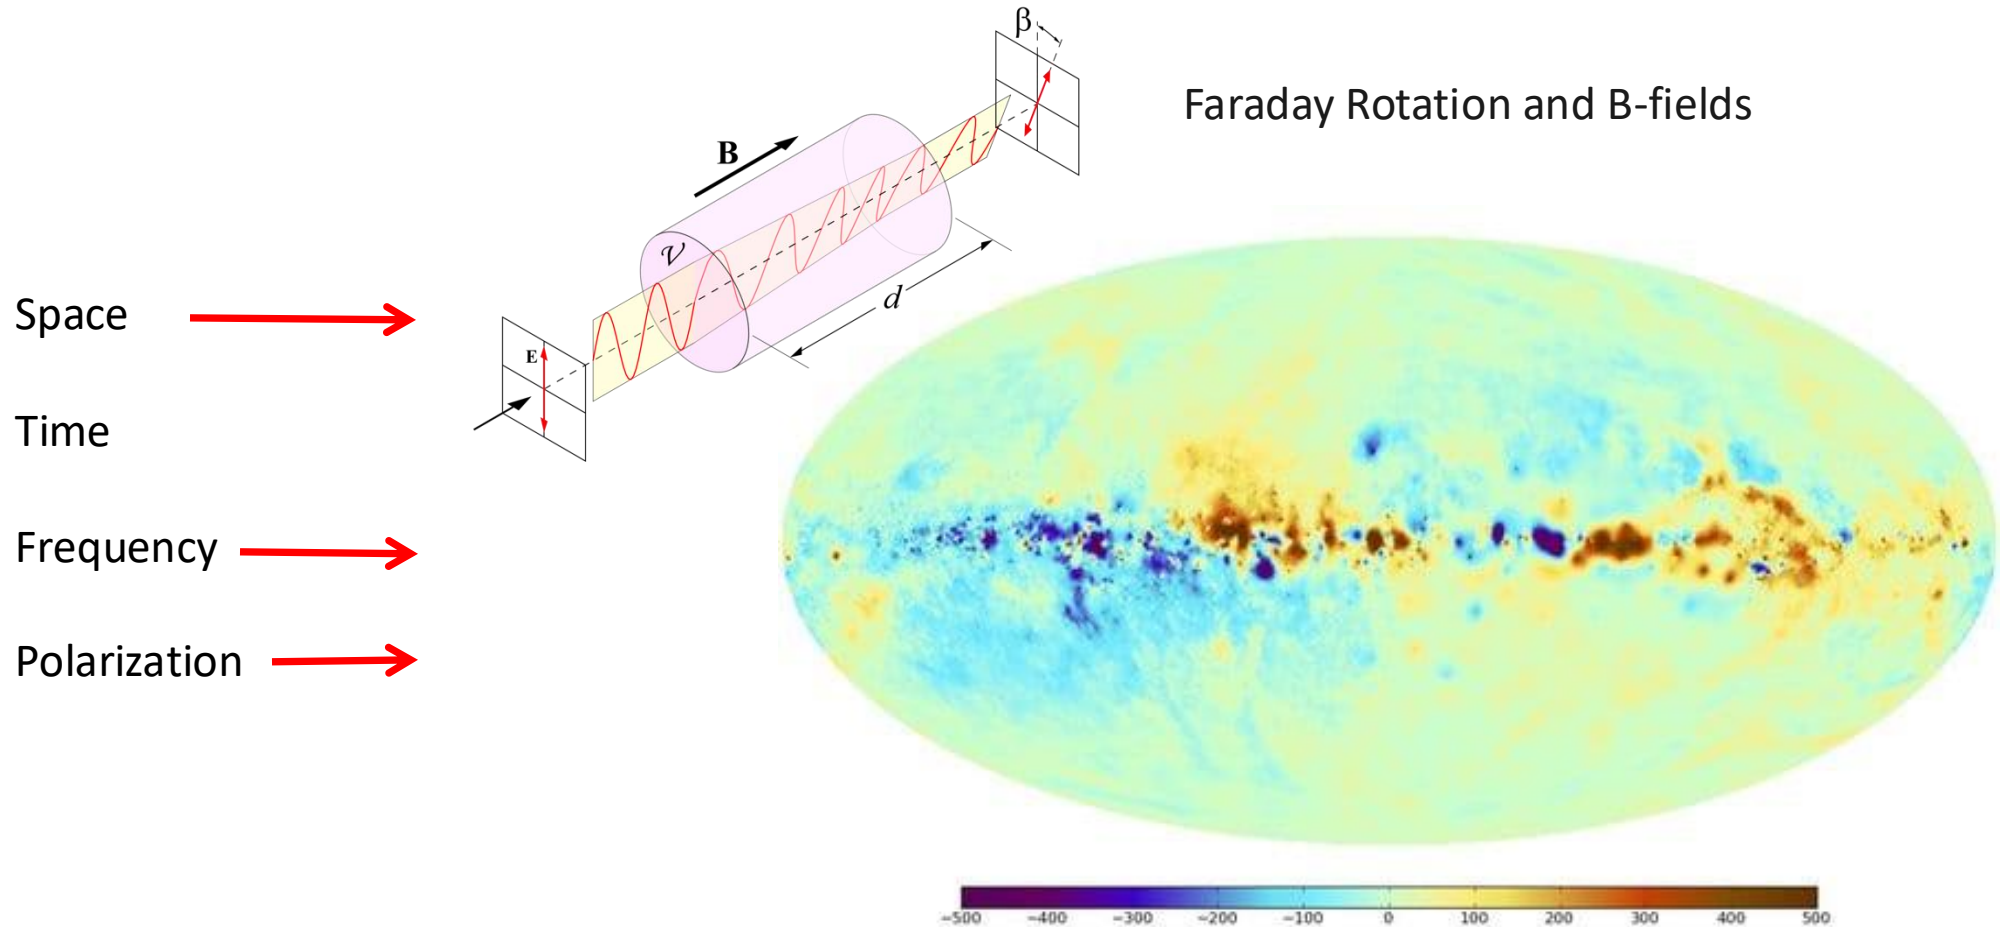 β
Faraday Rotation and B-fields
B
𝒱
d
Space
E
Time
Frequency
Polarization
−500 −400 −300 −200 −100 0 100 200 300 400 500